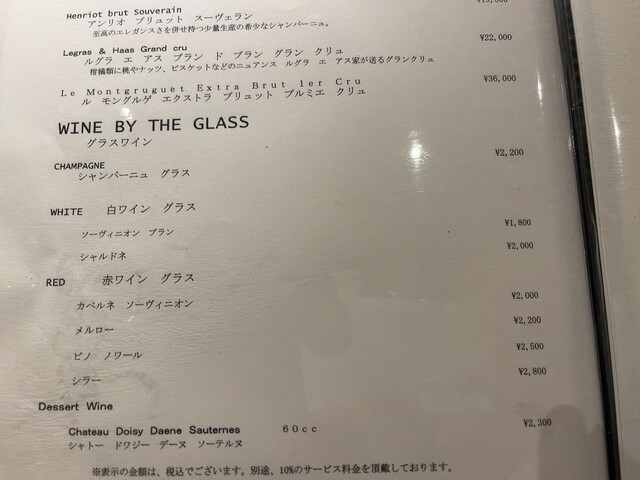 Henriot brut Souverain
アンリオ ブリュット スーヴェラン
至高のエレガンスさを併せ持つ少量生産の希少なシャンパーニュ。
Legras & Haas Grand cru ¥22,000
ルグラ エ アス ブラン ド ブラン グラン クリュ
柑橘類に桃やナッツ、ビスケットなどのニュアンス ルグラ エ アス家が送るグランクリュ
Le Montgruguet Extra Brut 1er Cru ¥36,000
ル モングルゲ エクストラ ブリュット プルミエ クリュ
WINE BY THE GLASS
グラスワイン
CHAMPAGNE ¥2,200
シャンパーニュ グラス
WHITE 白ワイン グラス
ソーヴィニオン ブラン ¥1,800
シャルドネ ¥2,000
RED 赤ワイン グラス
カベルネ ソーヴィニオン ¥2,000
メルロー ¥2,200
ピノ ノワール ¥2,500
シラー ¥2,800
Dessert Wine
Chateau Doisy Daene Sauternes 60cc ¥2,300
シャトー ドワジー デーヌ ソーテルヌ
※表示の金額は、税込でございます。別途、10%のサービス料金を頂戴しております。